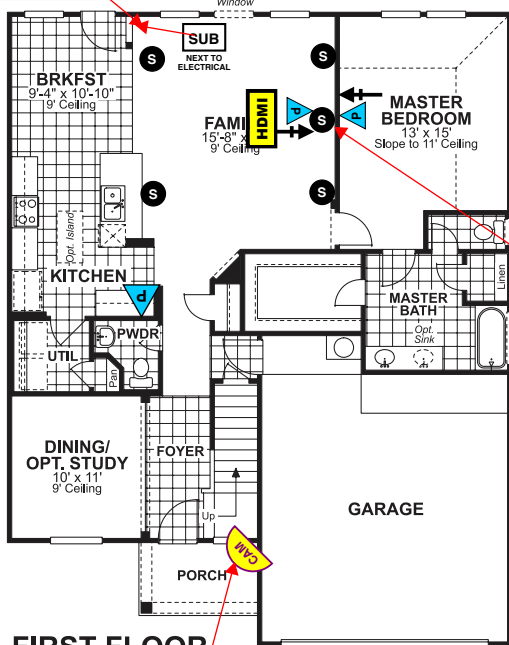 Window
SUB
NEXT TO
ELECTRICAL
S
S
BRKFST
9'-4" x 10'-10"
9' Ceiling
HDMI
P
S
P
FAMI
15'-8" x
9' Ceiling
MASTER
BEDROOM
13' x 15'
Slope to 11' Ceiling
S
S
Opt. Island
KITCHEN
P
Linen
MASTER
BATH
Opt.
Sink
PWDR
UTIL
Pan
DINING/
OPT. STUDY
10' x 11'
9' Ceiling
FOYER
Up
GARAGE
CAM
PORCH
FIRST FLOOR